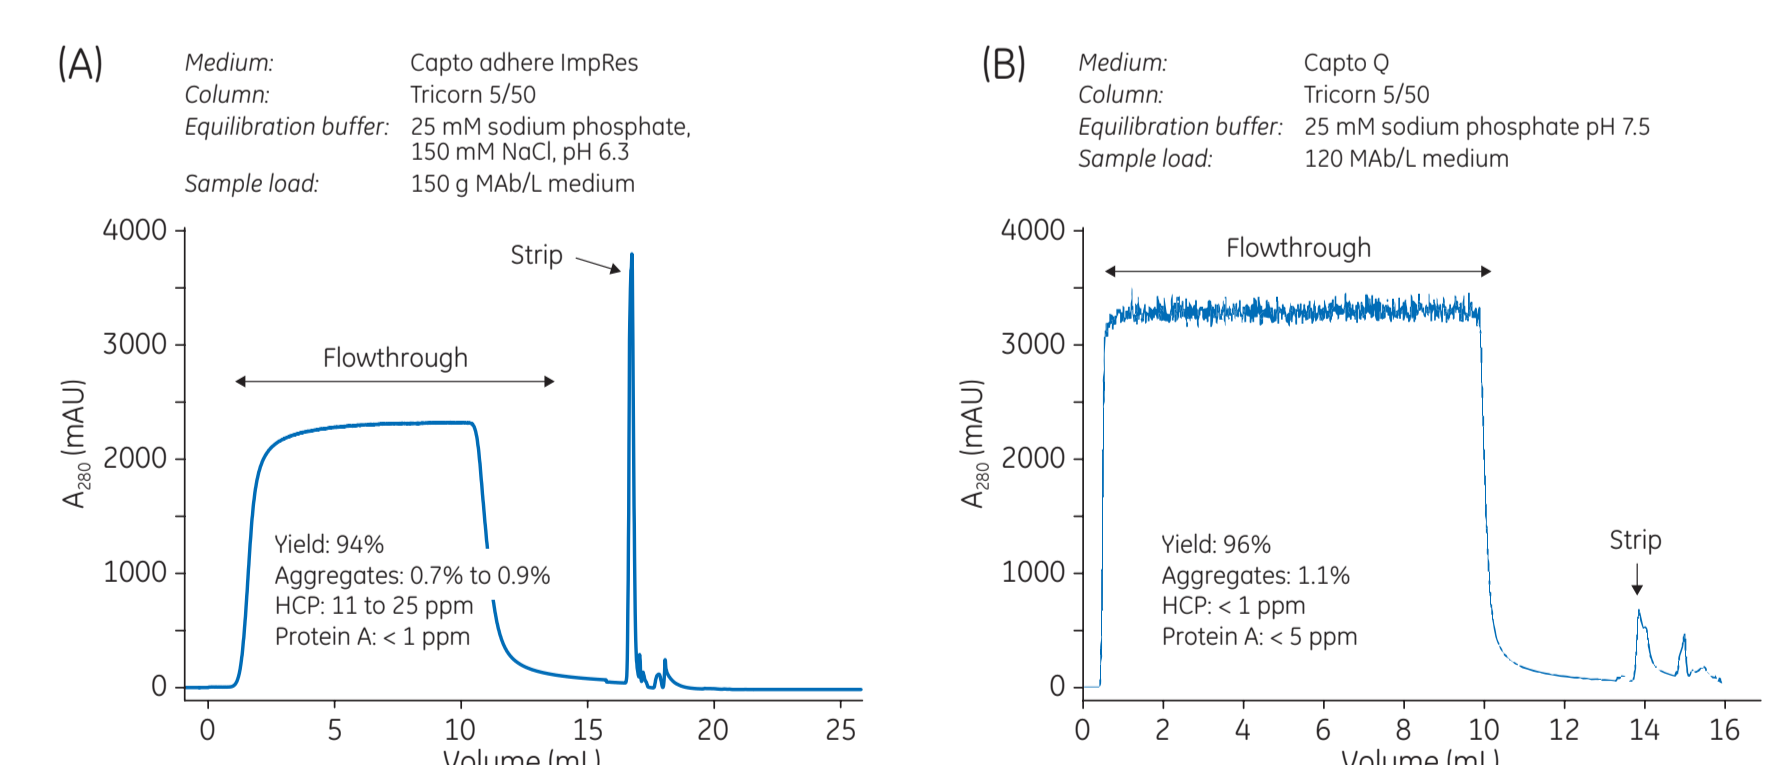 (A)
Medium: Capto adhere ImpRes
Column: Tricorn 5/50
Equilibration buffer: 25 mM sodium phosphate,
150 mM NaCl, pH 6.3
Sample load: 150 g MAb/L medium
4000
3000
2000
1000
0
A280 (mAU)
Strip
Flowthrough
Yield: 94%
Aggregates: 0.7% to 0.9%
HCP: 11 to 25 ppm
Protein A: < 1 ppm
0 5 10 15 20 25
Volume (mL)
(B)
Medium: Capto Q
Column: Tricorn 5/50
Equilibration buffer: 25 mM sodium phosphate pH 7.5
Sample load: 120 MAb/L medium
4000
3000
2000
1000
0
A280 (mAU)
Flowthrough
Strip
Yield: 96%
Aggregates: 1.1%
HCP: < 1 ppm
Protein A: < 5 ppm
0 2 4 6 8 10 12 14 16
Volume (mL)